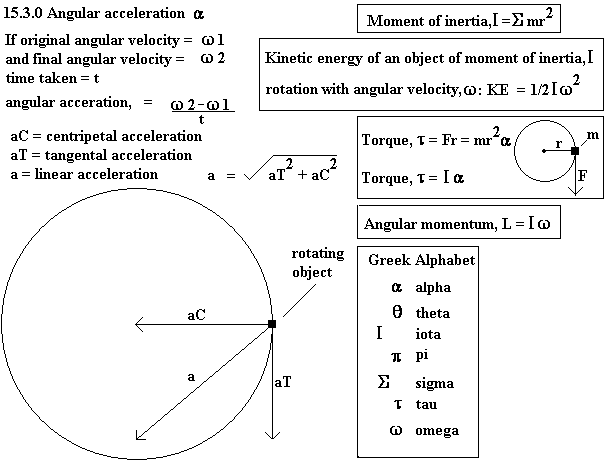 15.3.0 Angular acceleration α
If original angular velocity = ω 1
and final angular velocity = ω 2
time taken = t
angular acceration, = ω 2 - ω 1
t
aC = centripetal acceleration
aT = tangental acceleration
a = linear acceleration a = √ aT² + aC²
Moment of inertia, I = Σ mr²
Kinetic energy of an object of moment of inertia, I
rotation with angular velocity, ω : KE = 1/2 I ω²
Torque, τ = Fr = mr² α
Torque, τ = I α
m
r
F
Angular momentum, L = I ω
rotating
object
aC
a
aT
Greek Alphabet
α alpha
θ theta
I iota
π pi
Σ sigma
τ tau
ω omega